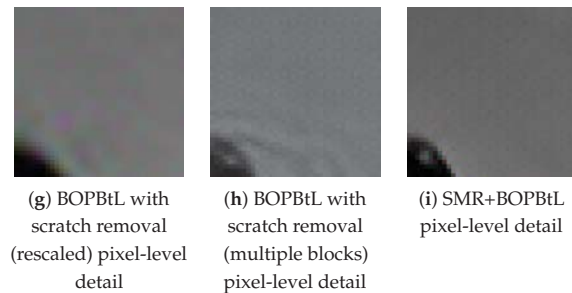 (g) BOPBtL with
scratch removal
(rescaled) pixel-level
detail
(h) BOPBtL with
scratch removal
(multiple blocks)
pixel-level detail
(i) SMR+BOPBtL
pixel-level detail